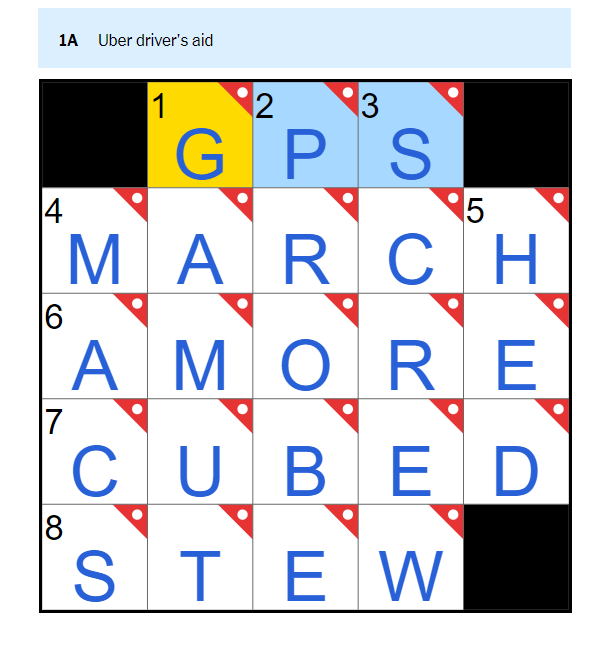 1A Uber driver's aid
1 G 2 P 3 S
4 M A R C 5 H
6 A M O R E
7 C U B E D
8 S T E W